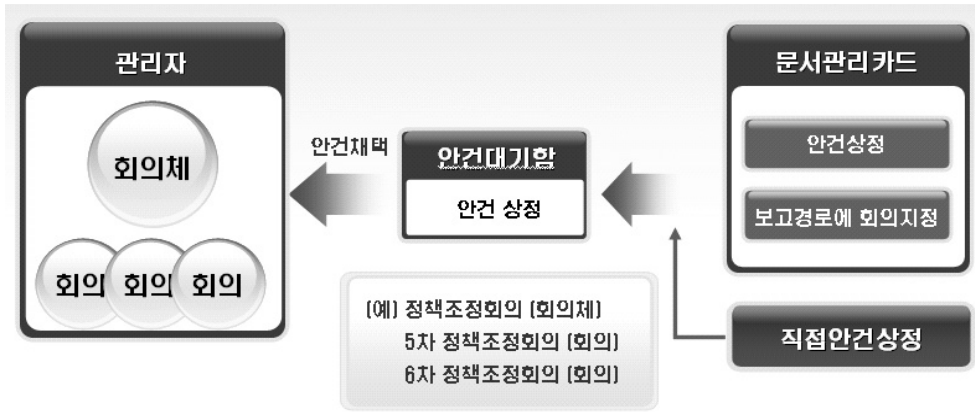 관리자
회의체
회의 회의 회의
안건채택
안건대기함
안건 상정
(예) 정책조정회의 (회의체)
5차 정책조정회의 (회의)
6차 정책조정회의 (회의)
문서관리카드
안건상정
보고경로에 회의지정
직접안건상정